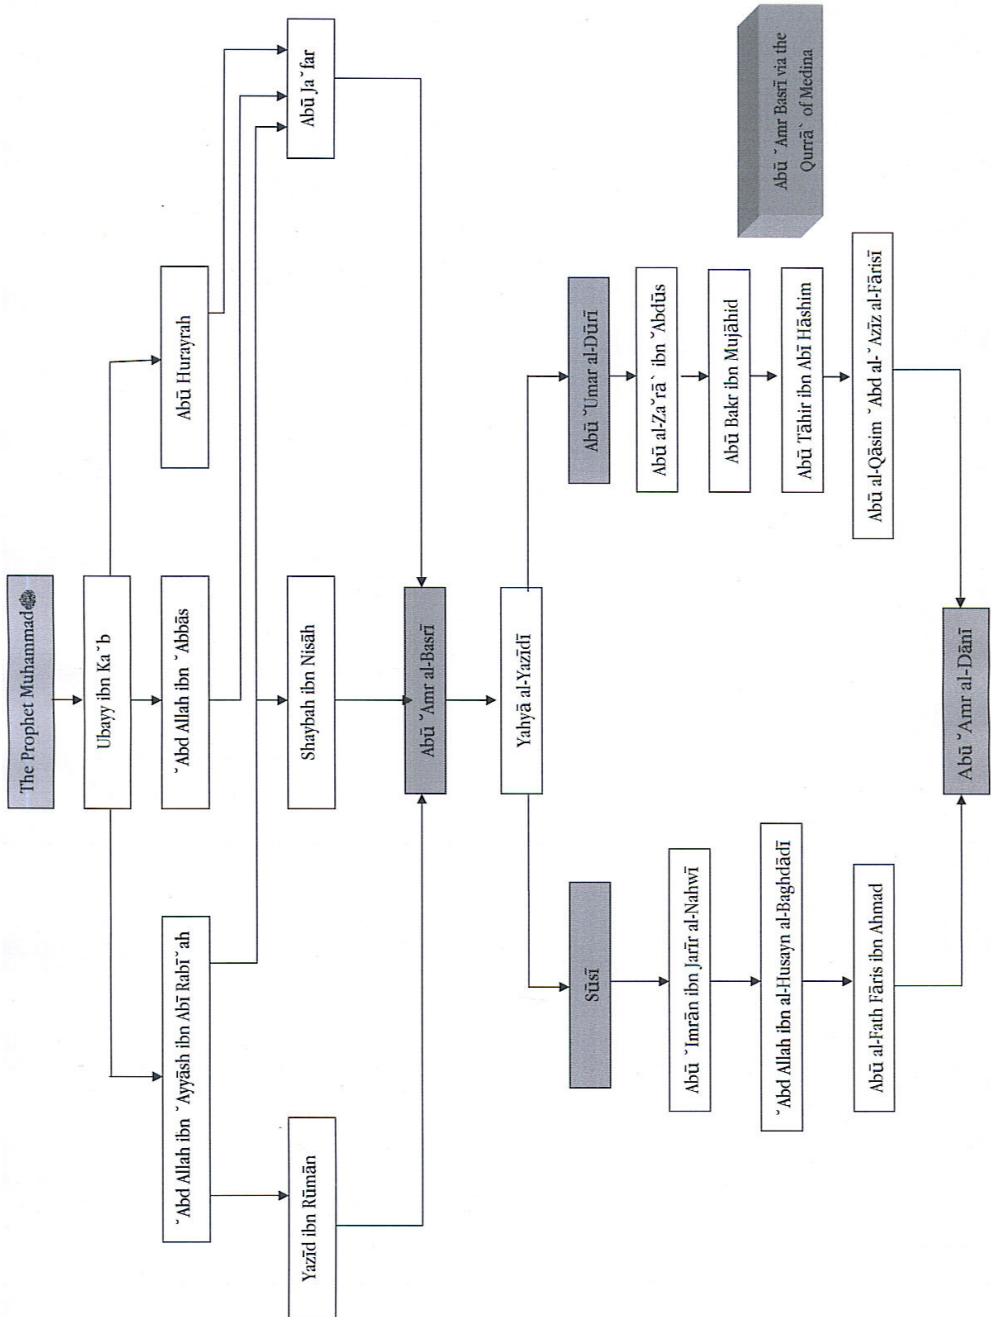 The Prophet Muhammadﷺ
Ubayy ibn Kaʿb
ʿAbd Allah ibn ʿAyyāsh ibn Abī Rabīʿah
ʿAbd Allah ibn ʿAbbās
Abū Hurayrah
Yazīd ibn Rūmān
Shaybah ibn Nisāh
Abū Jaʿfar
Abū ʿAmr al-Basrī
Yahyā al-Yazīdī
Sūsī
Abū ʿUmar al-Dūrī
Abū ʿImrān ibn Jarīr al-Nahwī
Abū al-Zaʿrāʾ ibn ʿAbdūs
ʿAbd Allah ibn al-Husayn al-Baghdādī
Abū Bakr ibn Mujāhid
Abū Tāhir ibn Abī Hāshim
Abū al-Fath Fāris ibn Ahmad
Abū al-Qāsim ʿAbd al-ʿAzīz al-Fārisī
Abū ʿAmr al-Dānī
Abū ʿAmr Basrī via the
Qurrāʾ of Medina